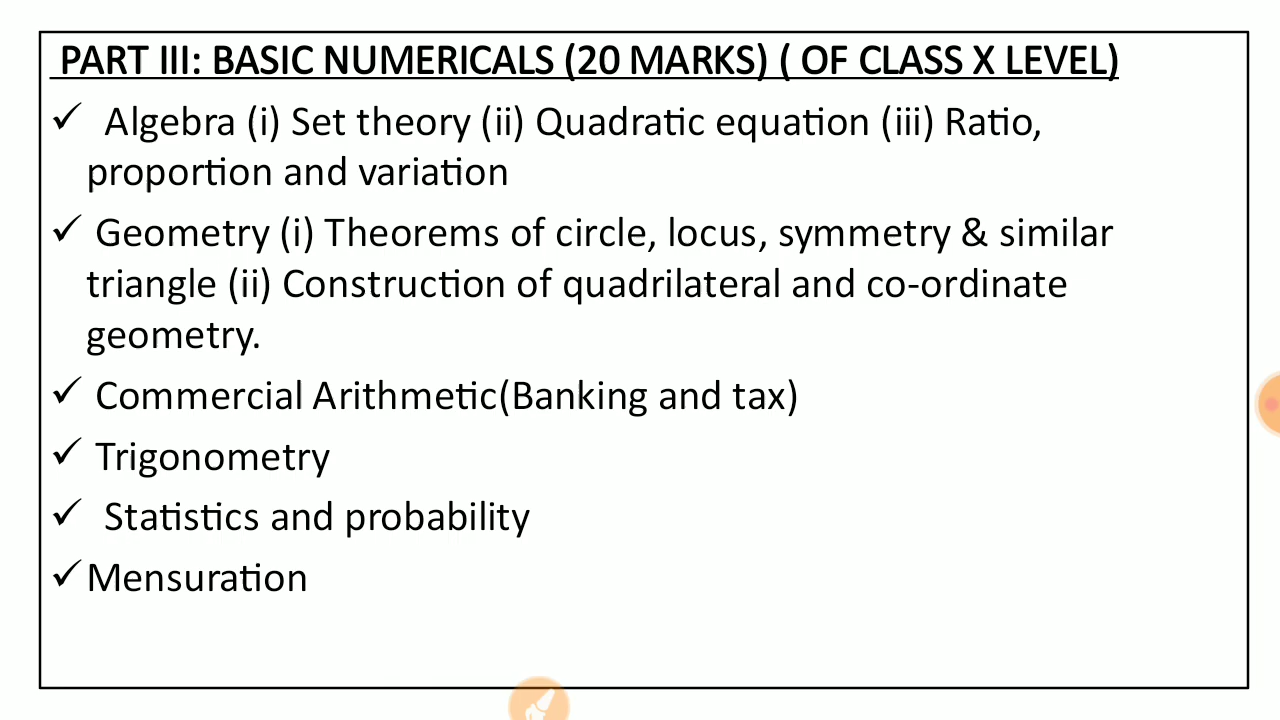 PART III: BASIC NUMERICALS (20 MARKS) ( OF CLASS X LEVEL)
✓ Algebra (i) Set theory (ii) Quadratic equation (iii) Ratio,
proportion and variation
✓ Geometry (i) Theorems of circle, locus, symmetry & similar
triangle (ii) Construction of quadrilateral and co-ordinate
geometry.
✓ Commercial Arithmetic(Banking and tax)
✓ Trigonometry
✓ Statistics and probability
✓ Mensuration